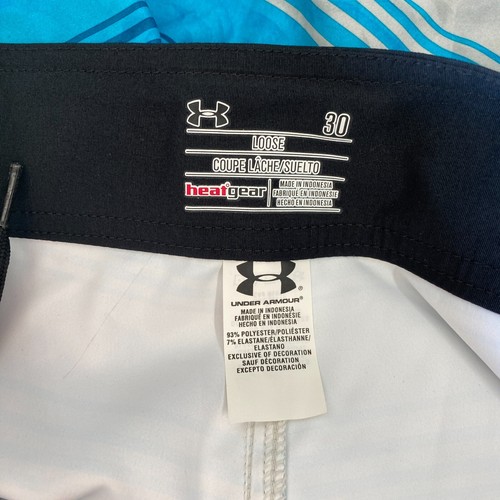 30
LOOSE
COUPE LÂCHE/SUELTO
heatgear
MADE IN INDONESIA
FABRIQUÉ EN INDONÉSIE
HECHO EN INDONESIA
UNDER ARMOUR®
MADE IN INDONESIA
FABRIQUÉ EN INDONÉSIE
HECHO EN INDONESIA
93% POLYESTER/POLIÉSTER
7% ELASTANE/ÉLASTHANNE/
ELASTANO
EXCLUSIVE OF DECORATION
SAUF DÉCORATION
EXCEPTO DECORACIÓN